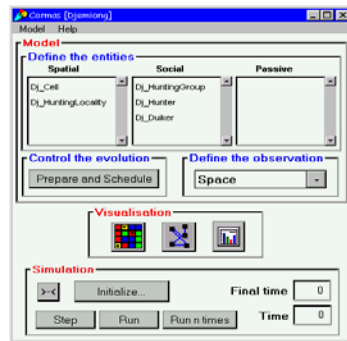 Cormas [Djemiong]
Model Help
Model
Define the entities
Spatial Social Passive
Dj_Cell Dj_HuntingGroup
Dj_HuntingLocality Dj_Hunter
Dj_Duiker
Control the evolution Define the observation
Prepare and Schedule Space
Visualisation
Simulation
>-< Initialize... Final time 0
Step Run Run n times Time 0